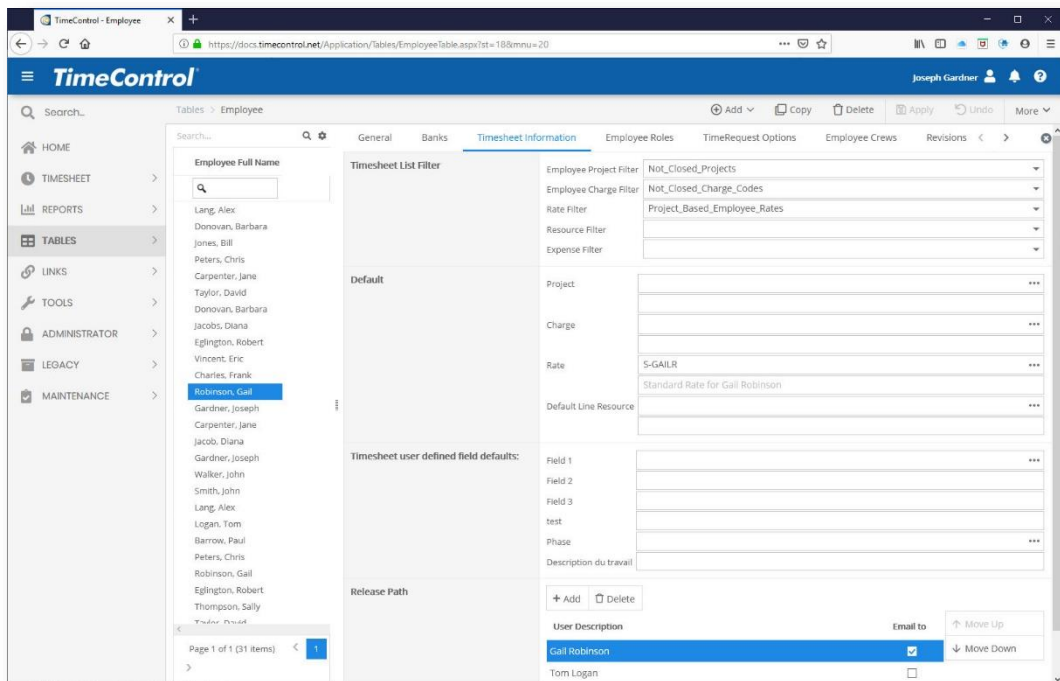 TimeControl - Employee
https://docs.timecontrol.net/Application/Tables/EmployeeTable.aspx?st=18&mnu=20
TimeControl
Joseph Gardner
Search...
Tables > Employee
Add
Copy
Delete
Apply
Undo
More
HOME
TIMESHEET
REPORTS
TABLES
LINKS
TOOLS
ADMINISTRATOR
LEGACY
MAINTENANCE
Search...
Employee Full Name
Lang, Alex
Donovan, Barbara
Jones, Bill
Peters, Chris
Carpenter, Jane
Taylor, David
Donovan, Barbara
Jacobs, Diana
Eglington, Robert
Vincent, Eric
Charles, Frank
Robinson, Gail
Gardner, Joseph
Carpenter, Jane
Jacob, Diana
Gardner, Joseph
Walker, John
Smith, John
Lang, Alex
Logan, Tom
Barrow, Paul
Peters, Chris
Robinson, Gail
Eglington, Robert
Thompson, Sally
Taylor, David
Page 1 of 1 (31 items)
1
General
Banks
Timesheet Information
Employee Roles
TimeRequest Options
Employee Crews
Revisions
Timesheet List Filter
Employee Project Filter Not_Closed_Projects
Employee Charge Filter Not_Closed_Charge_Codes
Rate Filter Project_Based_Employee_Rates
Resource Filter
Expense Filter
Default
Project
Charge
Rate S-GAILR
Standard Rate for Gail Robinson
Default Line Resource
Timesheet user defined field defaults:
Field 1
Field 2
Field 3
test
Phase
Description du travail
Release Path
+ Add
Delete
User Description Email to
Move Up
Gail Robinson
Move Down
Tom Logan